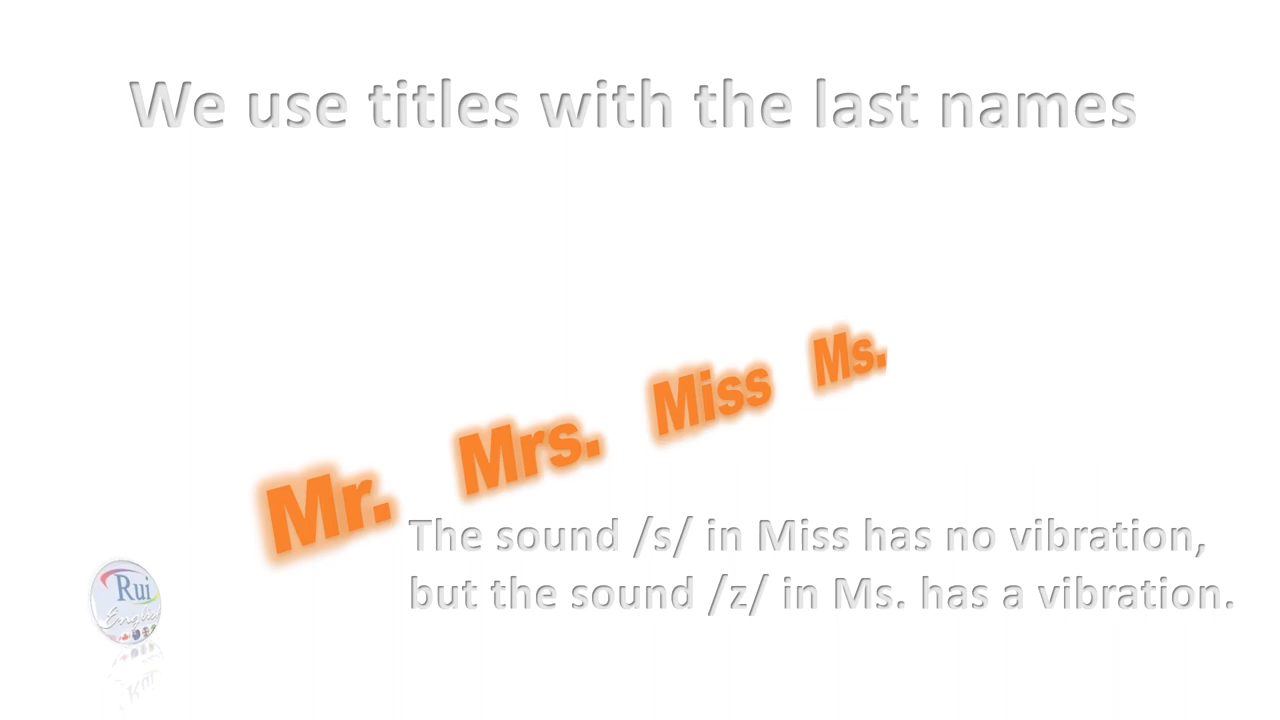 We use titles with the last names
Mr. Mrs. Miss Ms.
The sound /s/ in Miss has no vibration,
but the sound /z/ in Ms. has a vibration.
Rui
English